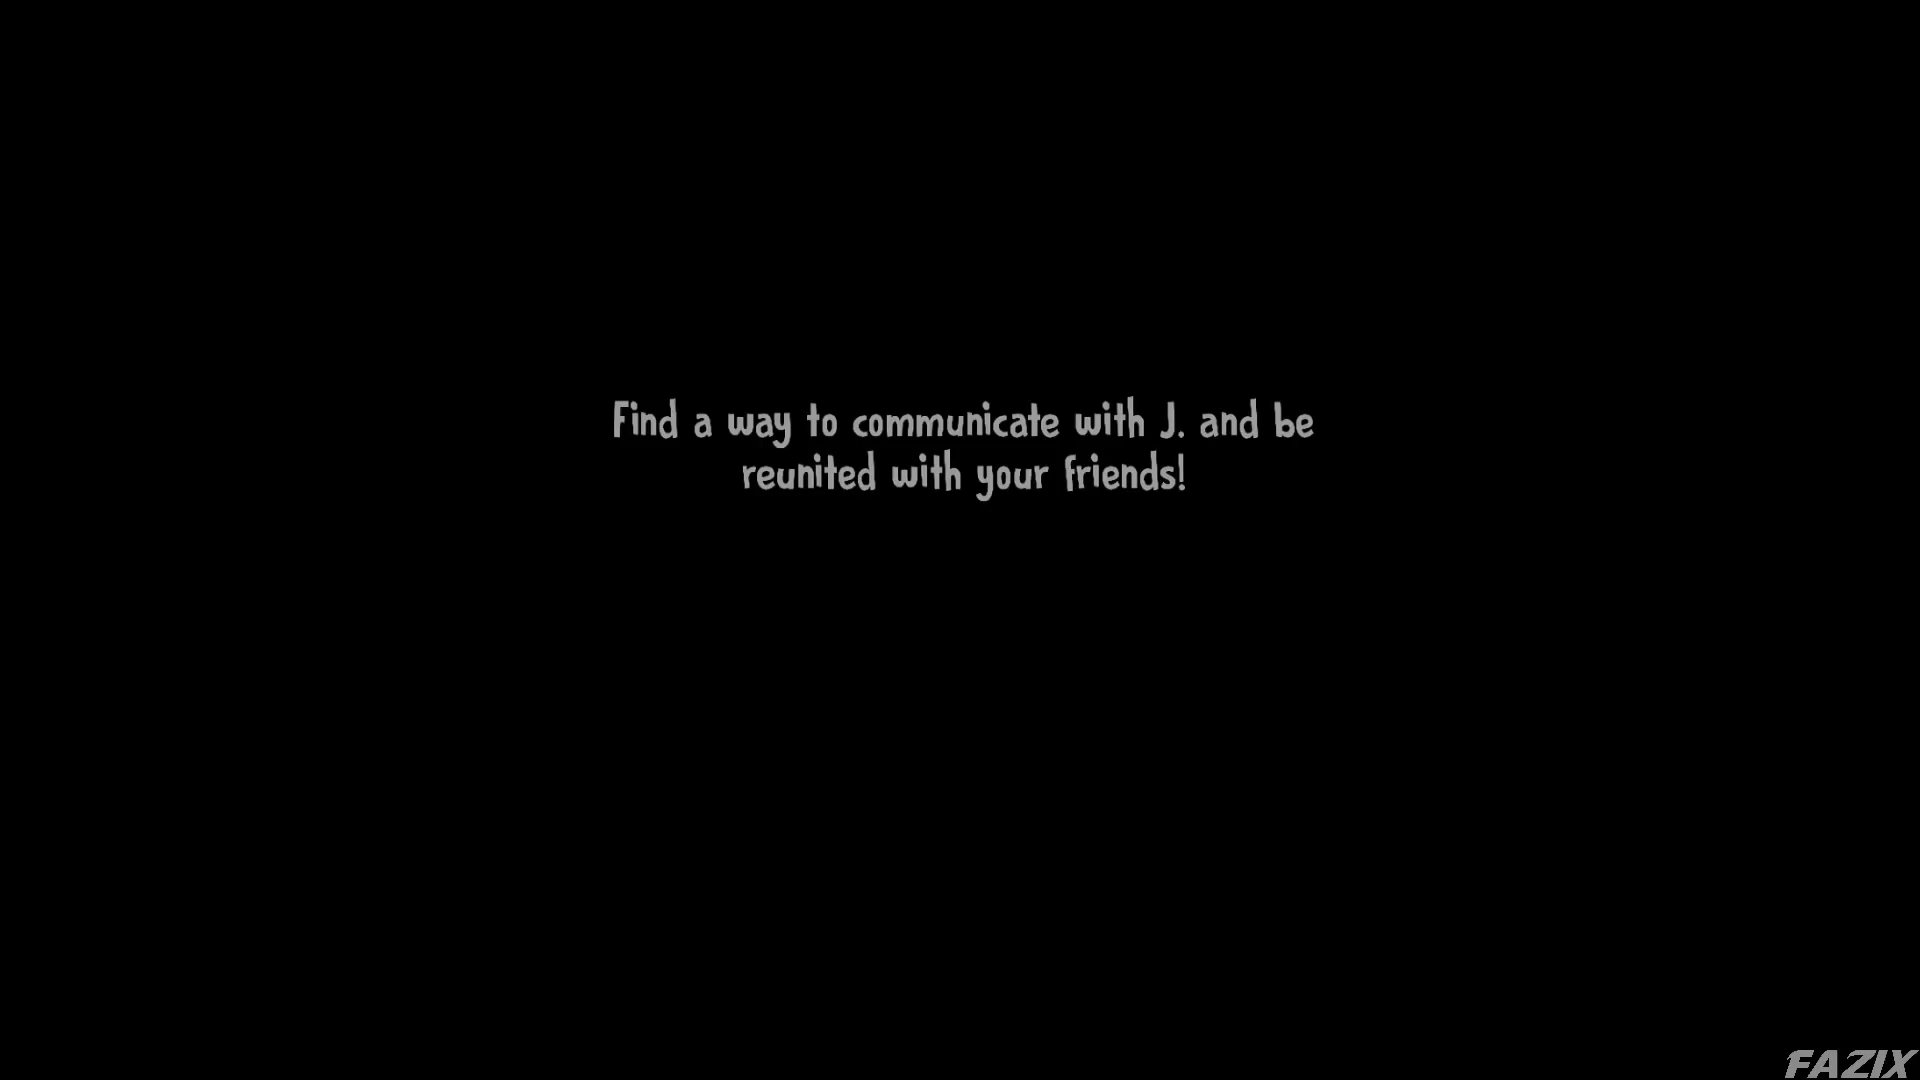 Find a way to communicate with J. and be
reunited with your friends!
FAZIX